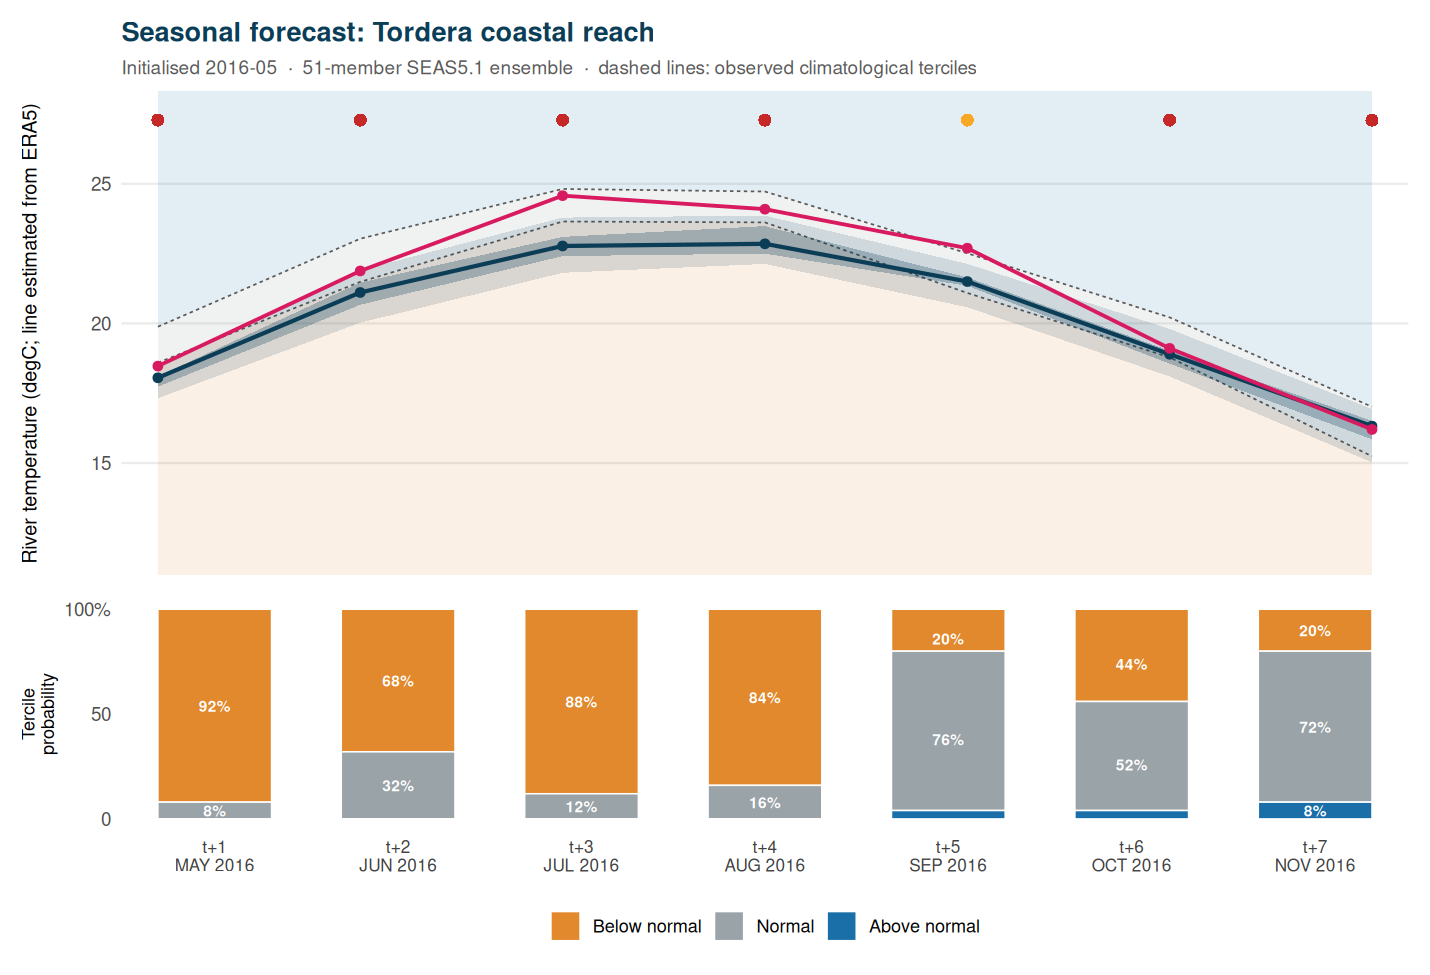 Seasonal forecast: Tordera coastal reach
Initialised 2016-05 · 51-member SEAS5.1 ensemble · dashed lines: observed climatological terciles
River temperature (degC; line estimated from ERA5)
25
20
15
Tercile
probability
100%
50
0
92%
8%
68%
32%
88%
12%
84%
16%
20%
76%
44%
52%
20%
72%
8%
t+1
MAY 2016
t+2
JUN 2016
t+3
JUL 2016
t+4
AUG 2016
t+5
SEP 2016
t+6
OCT 2016
t+7
NOV 2016
Below normal
Normal
Above normal